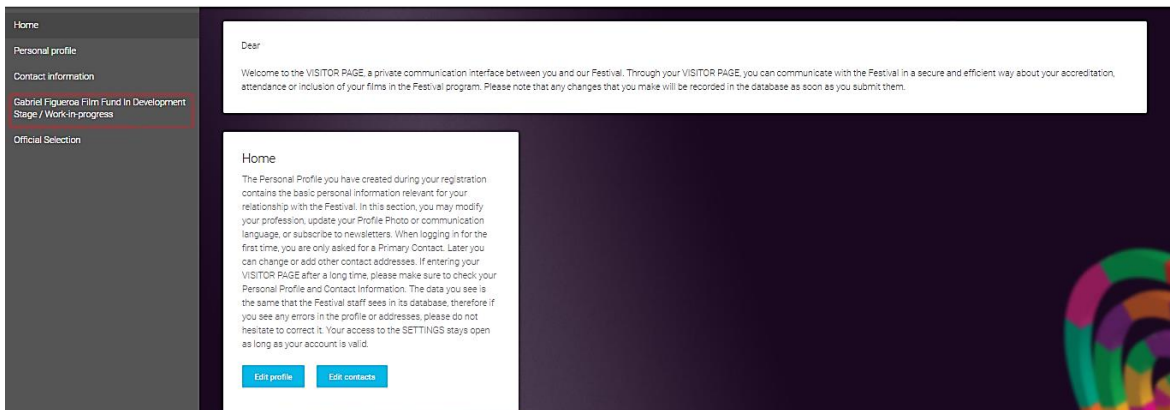 Home
Personal profile
Contact information
Gabriel Figueroa Film Fund In Development
Stage / Work-in-progress
Official Selection
Dear
Welcome to the VISITOR PAGE, a private communication interface between you and our Festival. Through your VISITOR PAGE, you can communicate with the Festival in a secure and efficient way about your accreditation,
attendance or inclusion of your films in the Festival program. Please note that any changes that you make will be recorded in the database as soon as you submit them.
Home
The Personal Profile you have created during your registration
contains the basic personal information relevant for your
relationship with the Festival. In this section, you may modify
your profession, update your Profile Photo or communication
language, or subscribe to newsletters. When logging in for the
first time, you are only asked for a Primary Contact. Later you
can change or add other contact addresses. If entering your
VISITOR PAGE after a long time, please make sure to check your
Personal Profile and Contact Information. The data you see is
the same that the Festival staff sees in its database, therefore if
you see any errors in the profile or addresses, please do not
hesitate to correct it. Your access to the SETTINGS stays open
as long as your account is valid.
Edit profile
Edit contacts